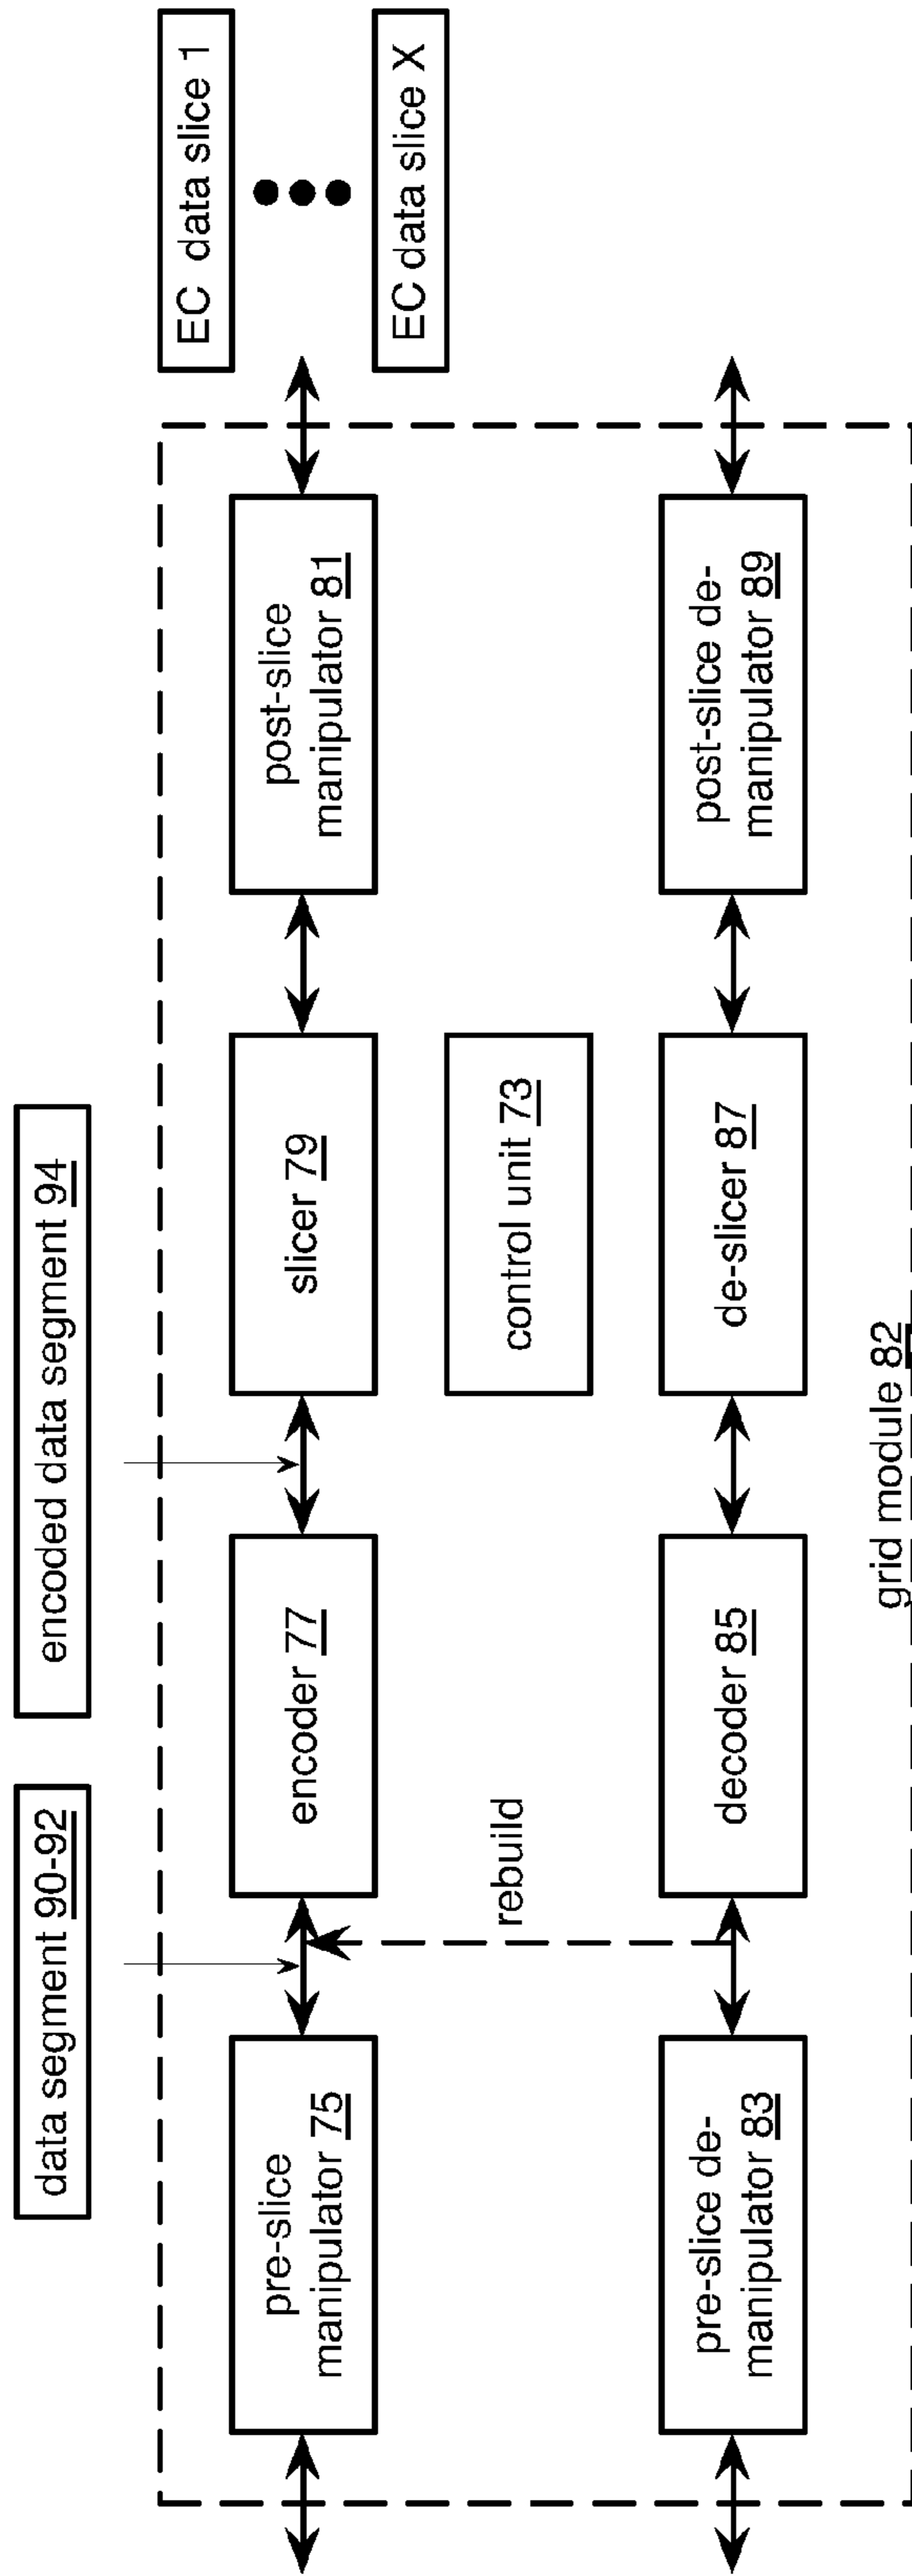 data segment 90-92
encoded data segment 94
EC data slice 1
EC data slice X
pre-slice
manipulator 75
encoder 77
slicer 79
post-slice
manipulator 81
rebuild
control unit 73
pre-slice de-
manipulator 83
decoder 85
de-slicer 87
post-slice de-
manipulator 89
grid module 82